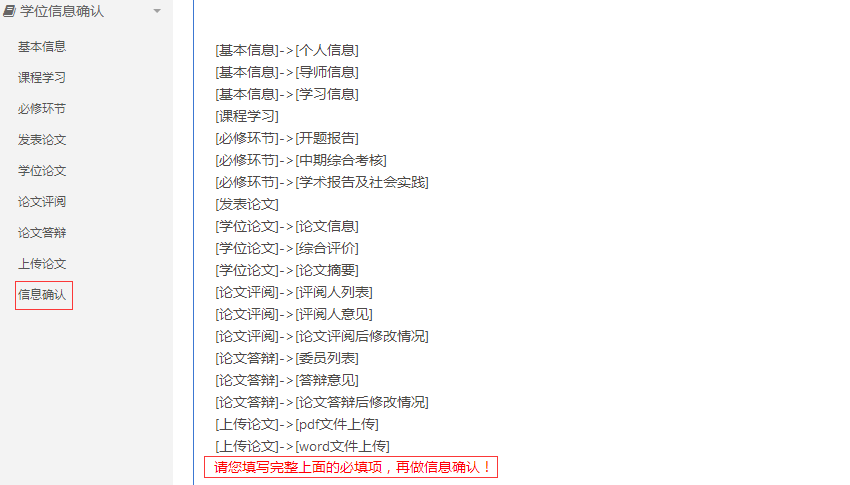 学位信息确认
基本信息
课程学习
必修环节
发表论文
学位论文
论文评阅
论文答辩
上传论文
信息确认
[基本信息]->[个人信息]
[基本信息]->[导师信息]
[基本信息]->[学习信息]
[课程学习]
[必修环节]->[开题报告]
[必修环节]->[中期综合考核]
[必修环节]->[学术报告及社会实践]
[发表论文]
[学位论文]->[论文信息]
[学位论文]->[综合评价]
[学位论文]->[论文摘要]
[论文评阅]->[评阅人列表]
[论文评阅]->[评阅人意见]
[论文评阅]->[论文评阅后修改情况]
[论文答辩]->[委员列表]
[论文答辩]->[答辩意见]
[论文答辩]->[论文答辩后修改情况]
[上传论文]->[pdf文件上传]
[上传论文]->[word文件上传]
请您填写完整上面的必填项，再做信息确认！